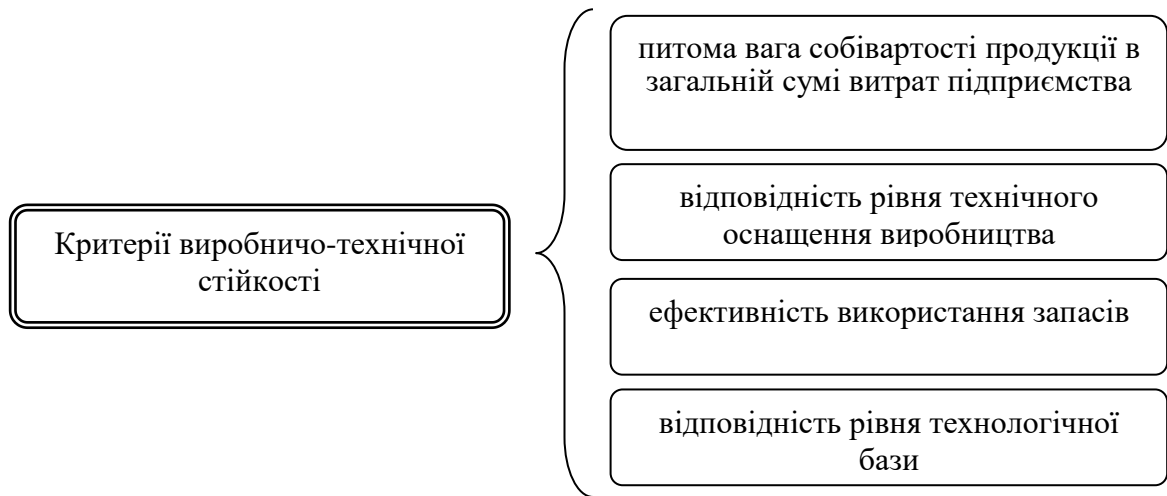 Критерії виробничо-технічної
стійкості
питома вага собівартості продукції в
загальній сумі витрат підприємства
відповідність рівня технічного
оснащення виробництва
ефективність використання запасів
відповідність рівня технологічної
бази